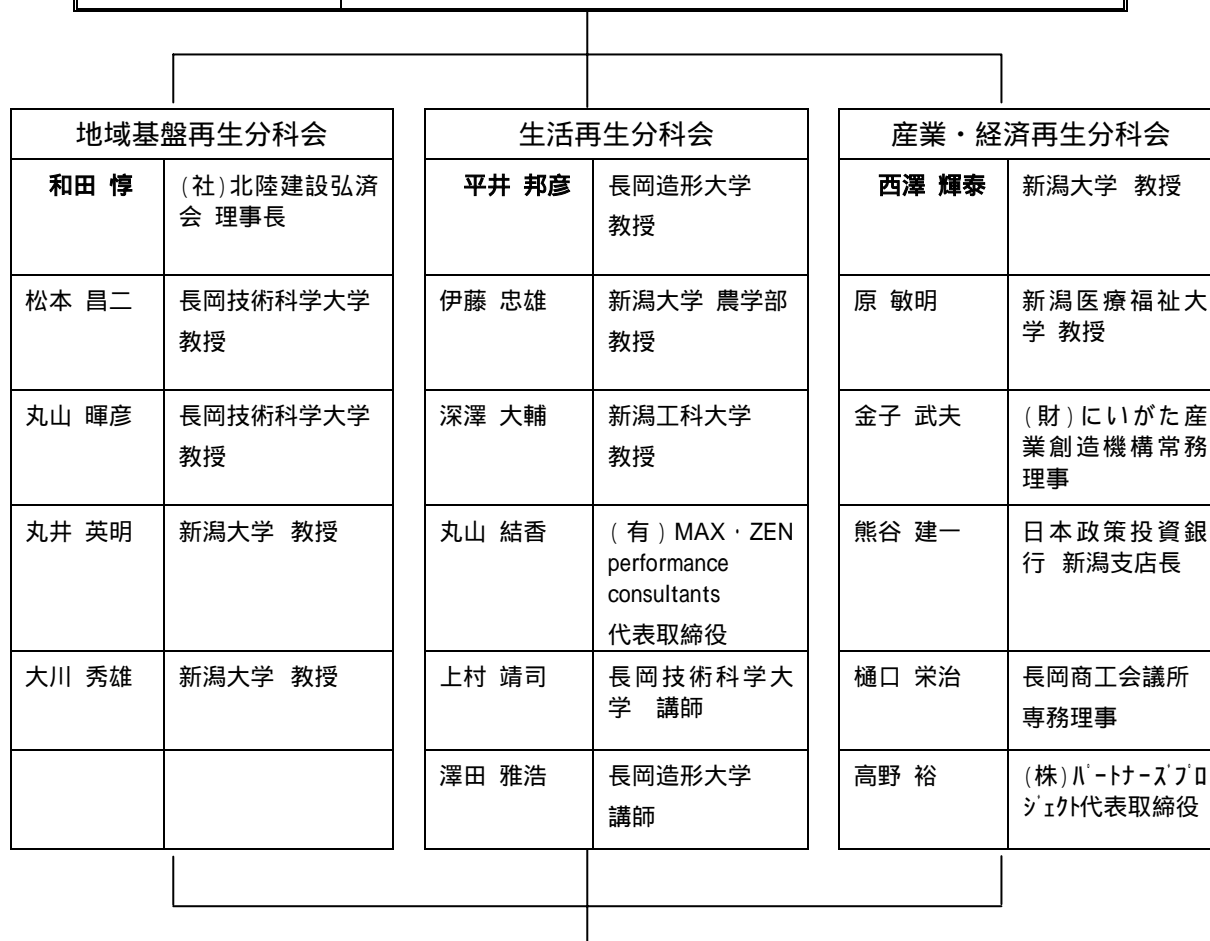 地域基盤再生分科会
和田 惇
(社)北陸建設弘済
会 理事長
松本 昌二
長岡技術科学大学
教授
丸山 暉彦
長岡技術科学大学
教授
丸井 英明
新潟大学 教授
大川 秀雄
新潟大学 教授
生活再生分科会
平井 邦彦
長岡造形大学
教授
伊藤 忠雄
新潟大学 農学部
教授
深澤 大輔
新潟工科大学
教授
丸山 結香
(有)MAX・ZEN
performance
consultants
代表取締役
上村 靖司
長岡技術科学大
学 講師
澤田 雅浩
長岡造形大学
講師
産業・経済再生分科会
西澤 輝泰
新潟大学 教授
原 敏明
新潟医療福祉大
学 教授
金子 武夫
(財)にいがた産
業創造機構常務
理事
熊谷 建一
日本政策投資銀
行 新潟支店長
樋口 栄治
長岡商工会議所
専務理事
高野 裕
(株)ﾊﾟｰﾄﾅｰｽﾞﾌﾟﾛ
ｼﾞｪｸﾄ代表取締役